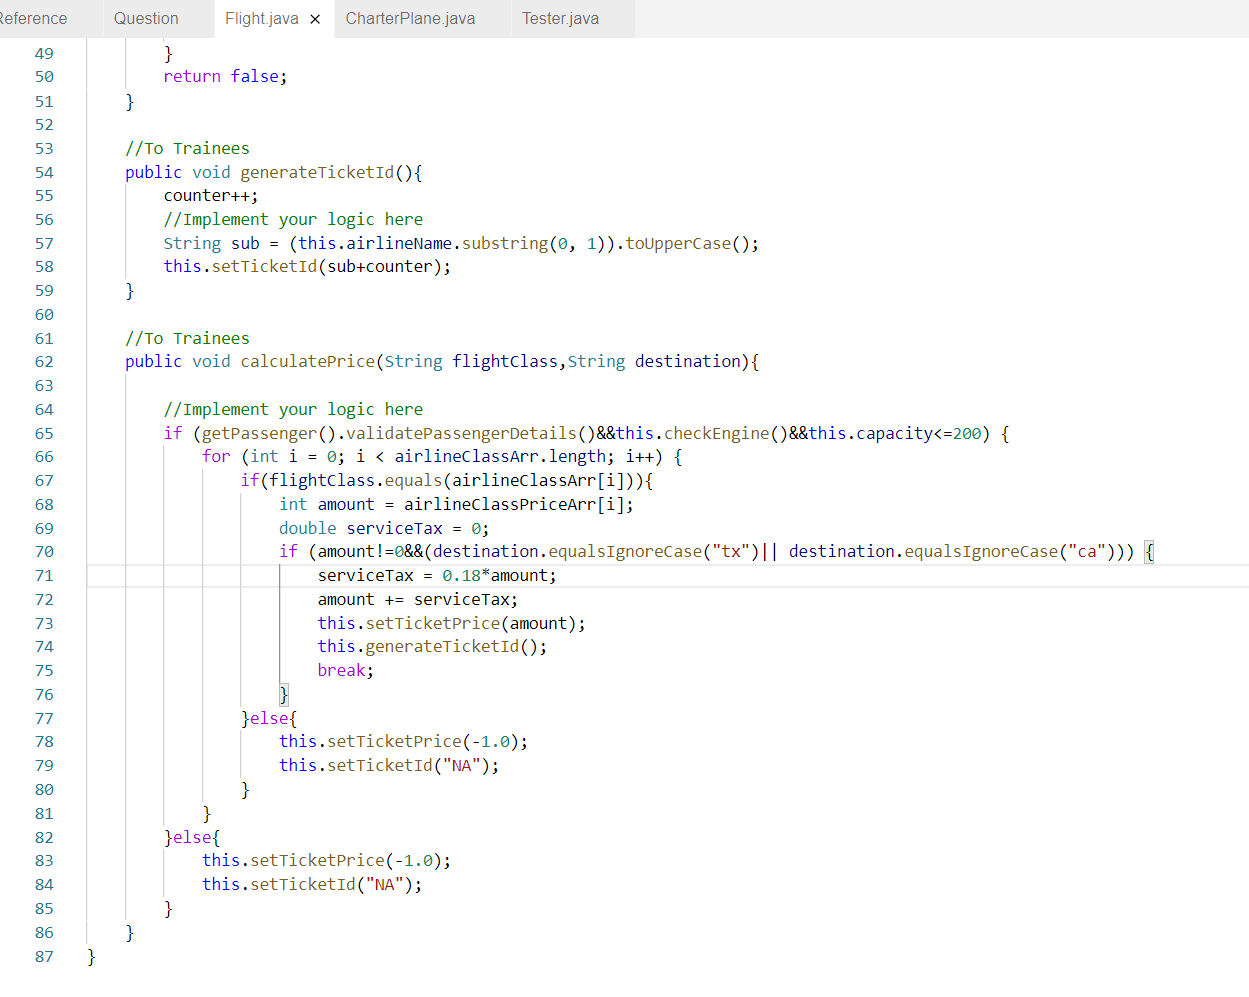 Reference Question Flight.java × CharterPlane.java Tester.java
49 }
50 return false;
51 }
52
53 //To Trainees
54 public void generateTicketId(){
55 counter++;
56 //Implement your logic here
57 String sub = (this.airlineName.substring(0, 1)).toUpperCase();
58 this.setTicketId(sub+counter);
59 }
60
61 //To Trainees
62 public void calculatePrice(String flightClass,String destination){
63
64 //Implement your logic here
65 if (getPassenger().validatePassengerDetails()&&this.checkEngine()&&this.capacity<=200) {
66 for (int i = 0; i < airlineClassArr.length; i++) {
67 if(flightClass.equals(airlineClassArr[i])){
68 int amount = airlineClassPriceArr[i];
69 double serviceTax = 0;
70 if (amount!=0&&(destination.equalsIgnoreCase("tx")|| destination.equalsIgnoreCase("ca"))) {
71 serviceTax = 0.18*amount;
72 amount += serviceTax;
73 this.setTicketPrice(amount);
74 this.generateTicketId();
75 break;
76 }
77 }else{
78 this.setTicketPrice(-1.0);
79 this.setTicketId("NA");
80 }
81 }
82 }else{
83 this.setTicketPrice(-1.0);
84 this.setTicketId("NA");
85 }
86 }
87 }